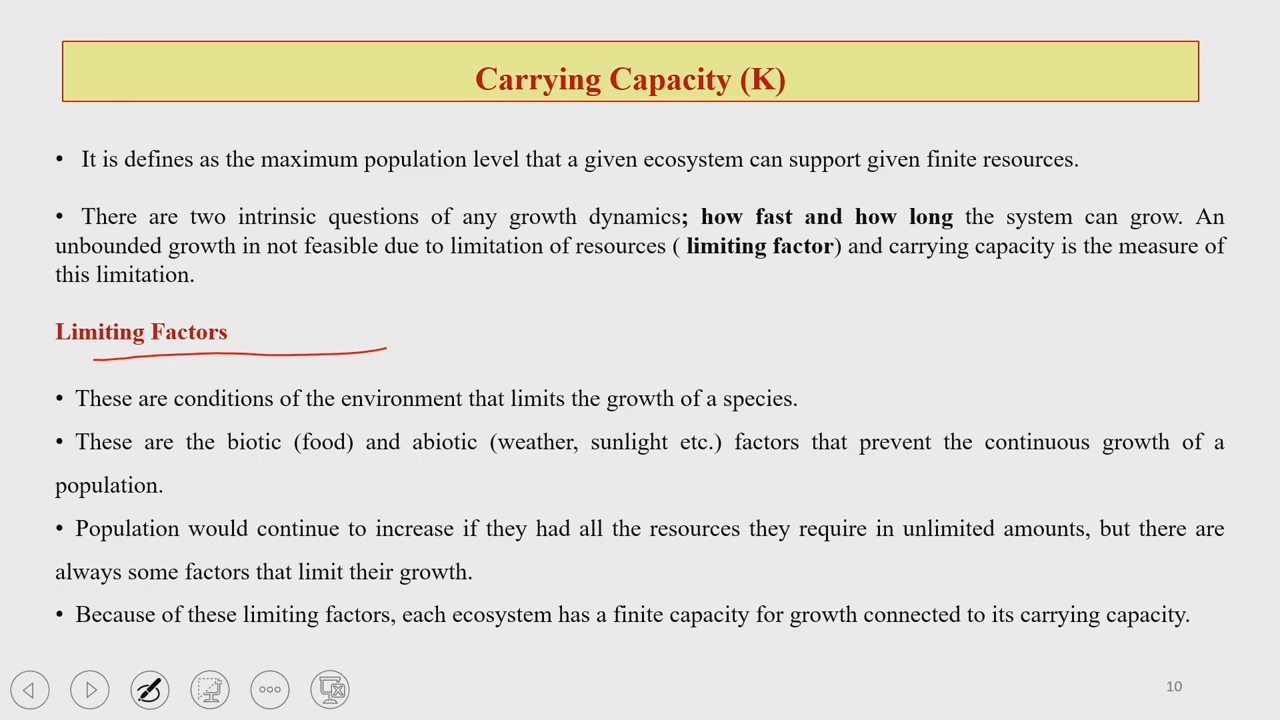 Carrying Capacity (K)
• It is defines as the maximum population level that a given ecosystem can support given finite resources.
• There are two intrinsic questions of any growth dynamics; how fast and how long the system can grow. An
unbounded growth in not feasible due to limitation of resources ( limiting factor) and carrying capacity is the measure of
this limitation.
Limiting Factors
• These are conditions of the environment that limits the growth of a species.
• These are the biotic (food) and abiotic (weather, sunlight etc.) factors that prevent the continuous growth of a
population.
• Population would continue to increase if they had all the resources they require in unlimited amounts, but there are
always some factors that limit their growth.
• Because of these limiting factors, each ecosystem has a finite capacity for growth connected to its carrying capacity.
10